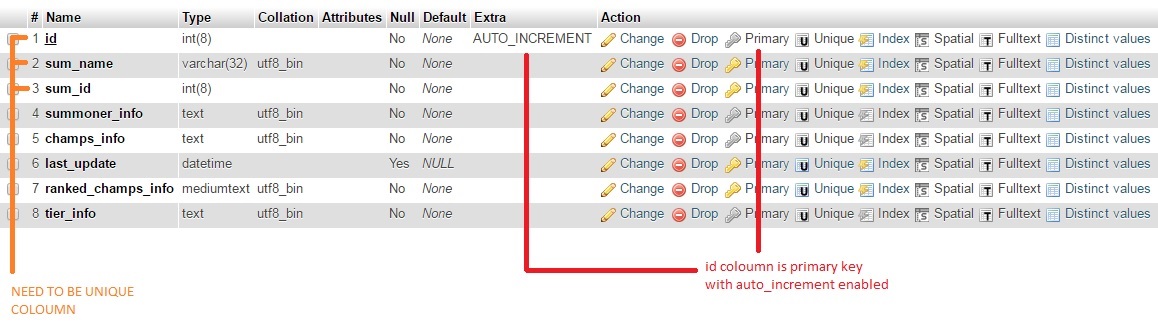 # Name Type Collation Attributes Null Default Extra Action
1 id int(8) No None AUTO_INCREMENT Change Drop Primary Unique Index Spatial Fulltext Distinct values
2 sum_name varchar(32) utf8_bin No None Change Drop Primary Unique Index Spatial Fulltext Distinct values
3 sum_id int(8) No None Change Drop Primary Unique Index Spatial Fulltext Distinct values
4 summoner_info text utf8_bin No None Change Drop Primary Unique Index Spatial Fulltext Distinct values
5 champs_info text utf8_bin No None Change Drop Primary Unique Index Spatial Fulltext Distinct values
6 last_update datetime Yes NULL Change Drop Primary Unique Index Spatial Fulltext Distinct values
7 ranked_champs_info mediumtext utf8_bin No None Change Drop Primary Unique Index Spatial Fulltext Distinct values
8 tier_info text utf8_bin No None Change Drop Primary Unique Index Spatial Fulltext Distinct values
id coloumn is primary key
with auto_increment enabled
NEED TO BE UNIQUE
COLOUMN